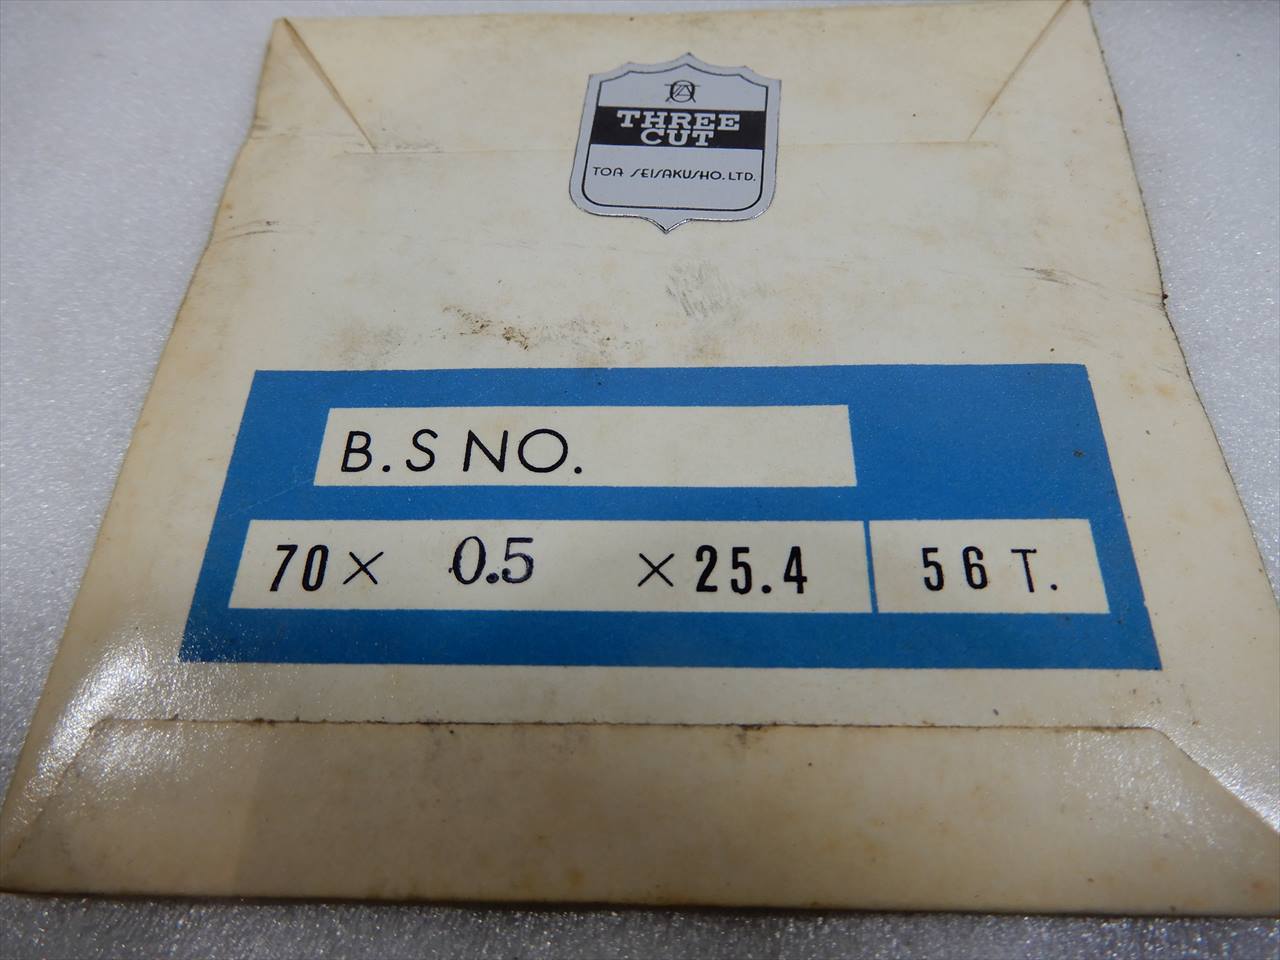 THREE
CUT
TOA SEISAKUSHO. LTD.
B.S NO.
70 × 0.5 × 25.4 56 T.